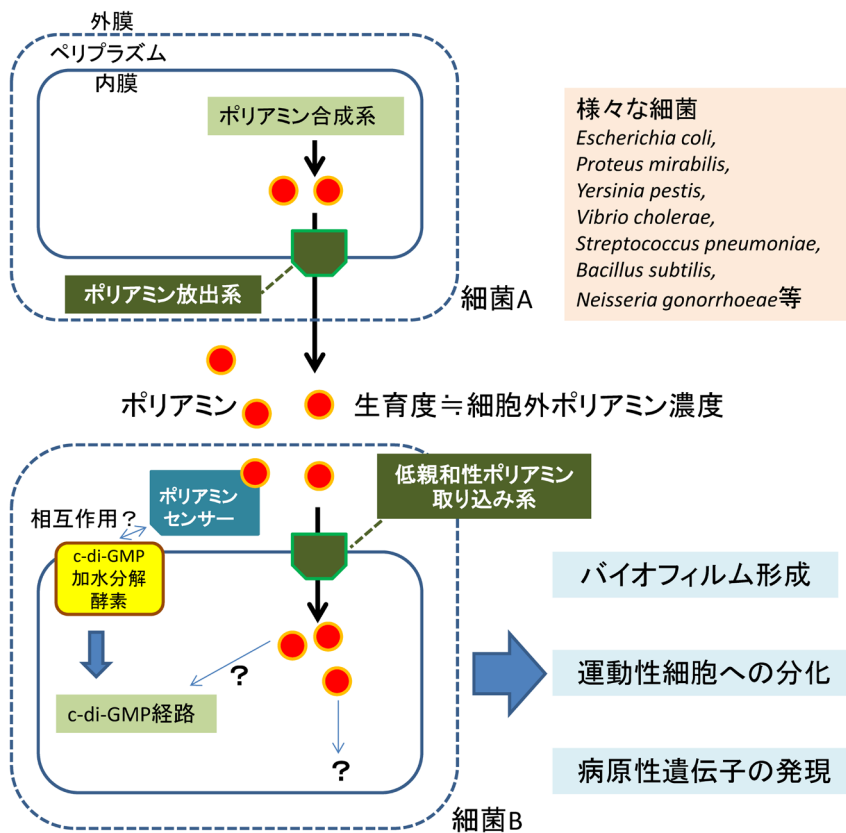 外膜
ペリプラズム
内膜
ポリアミン合成系
ポリアミン放出系
細菌A
様々な細菌
Escherichia coli,
Proteus mirabilis,
Yersinia pestis,
Vibrio cholerae,
Streptococcus pneumoniae,
Bacillus subtilis,
Neisseria gonorrhoeae等
ポリアミン
生育度≒細胞外ポリアミン濃度
ポリアミン
センサー
低親和性ポリアミン
取り込み系
相互作用？
c-di-GMP
加水分解
酵素
?
c-di-GMP経路
?
細菌B
バイオフィルム形成
運動性細胞への分化
病原性遺伝子の発現